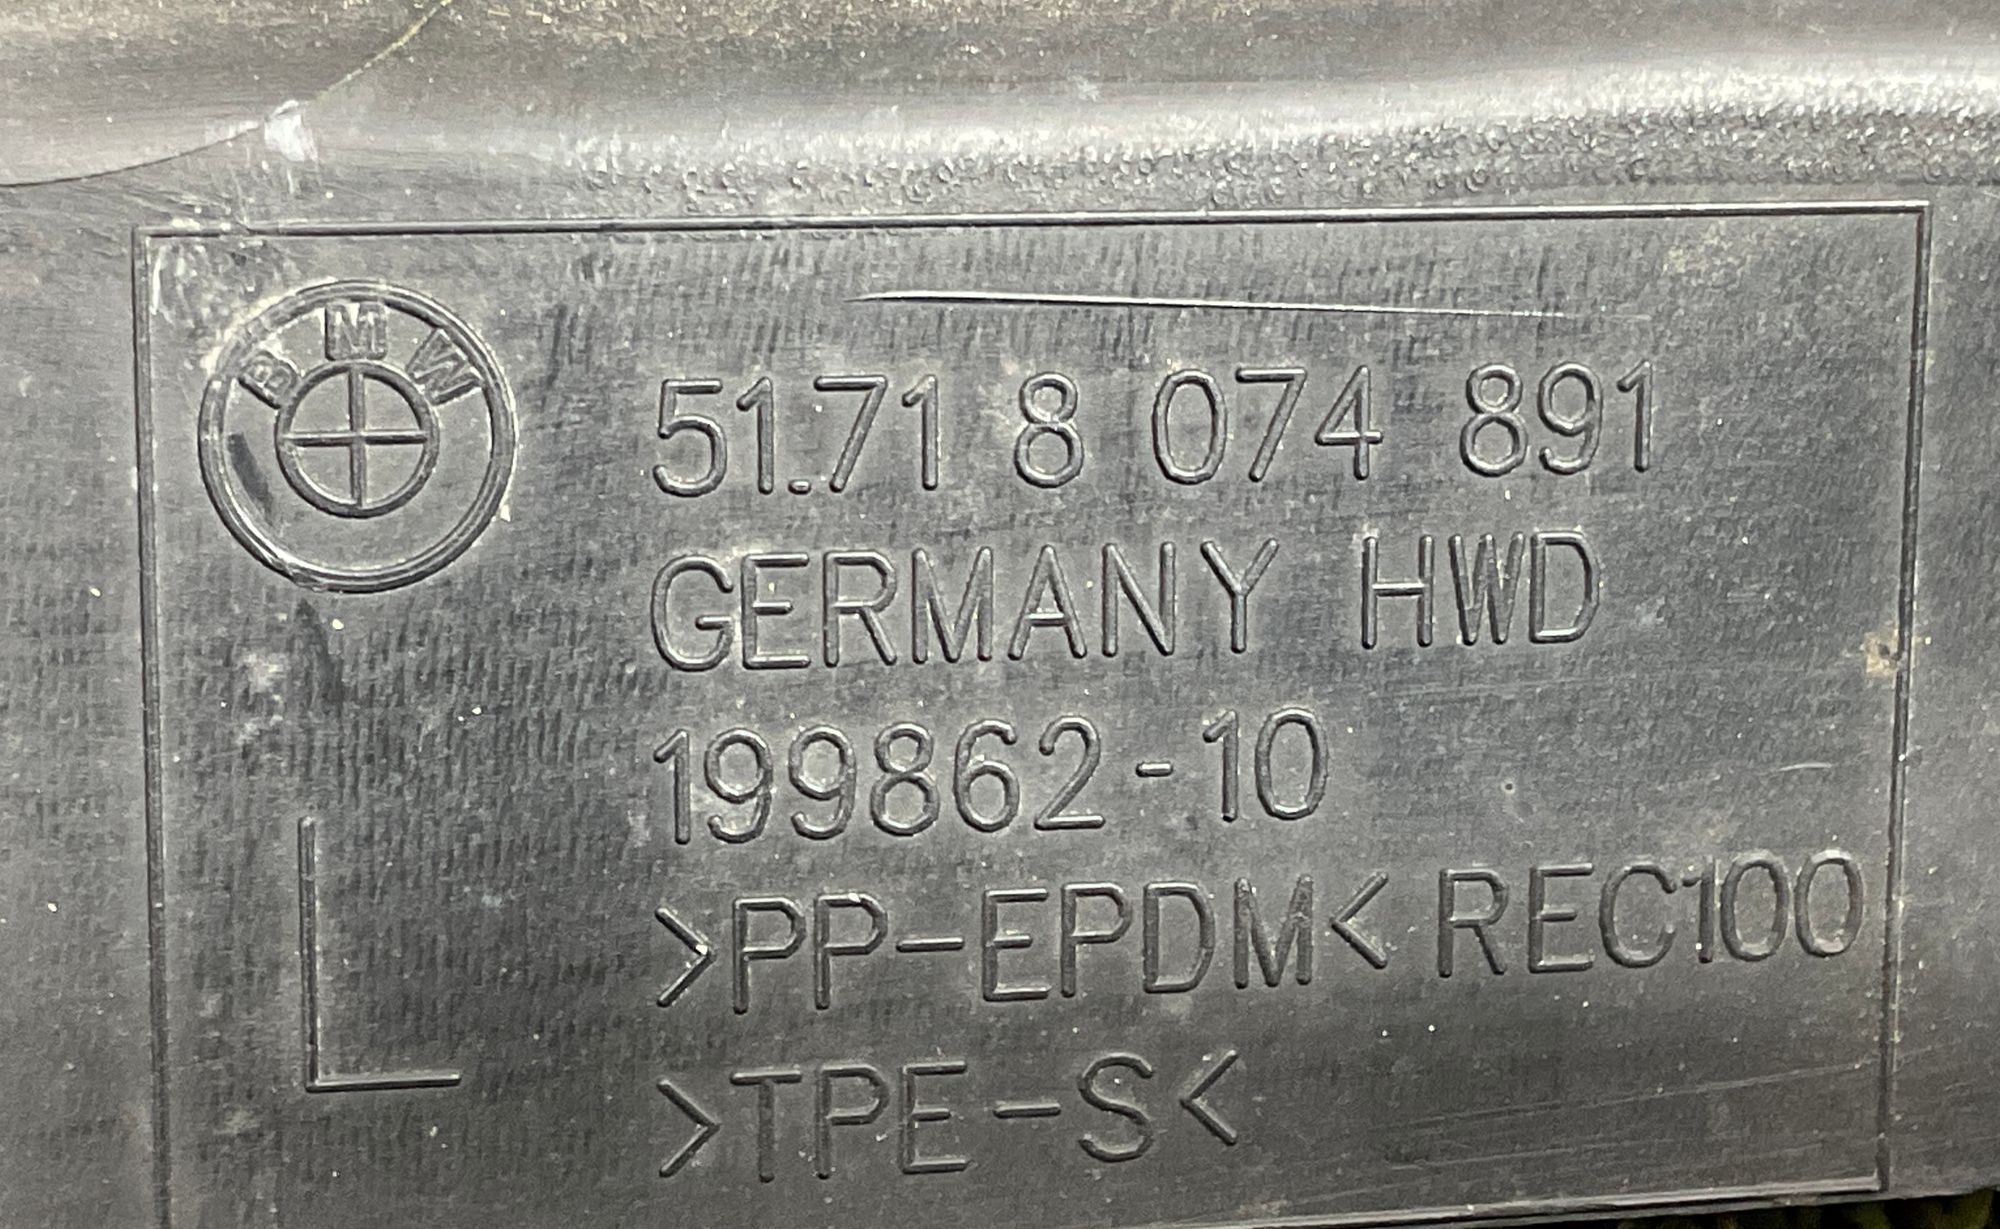 BMW
51.71 8 074 891
GERMANY HWD
199862-10
>PP-EPDM< REC100
>TPE-S<
L